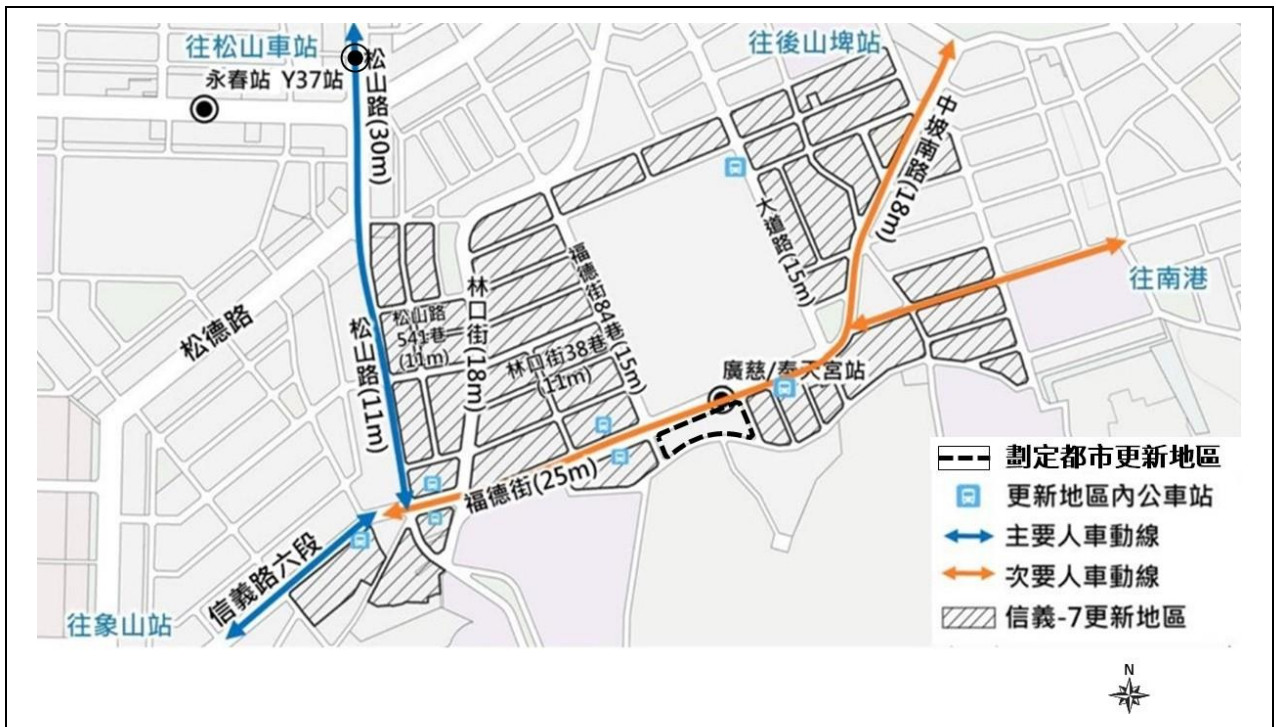 往松山車站
永春站 Y37站
松山路(30m)
往後山埤站
中坡南路(18m)
大道路(15m)
往南港
松德路
松山路(11m)
松山路
541巷
(11m)
林口街(18m)
林口街38巷
(11m)
福德街84巷(15m)
廣慈/奉天宮站
福德街(25m)
信義路六段
往象山站
劃定都市更新地區
更新地區內公車站
主要人車動線
次要人車動線
信義-7更新地區
N